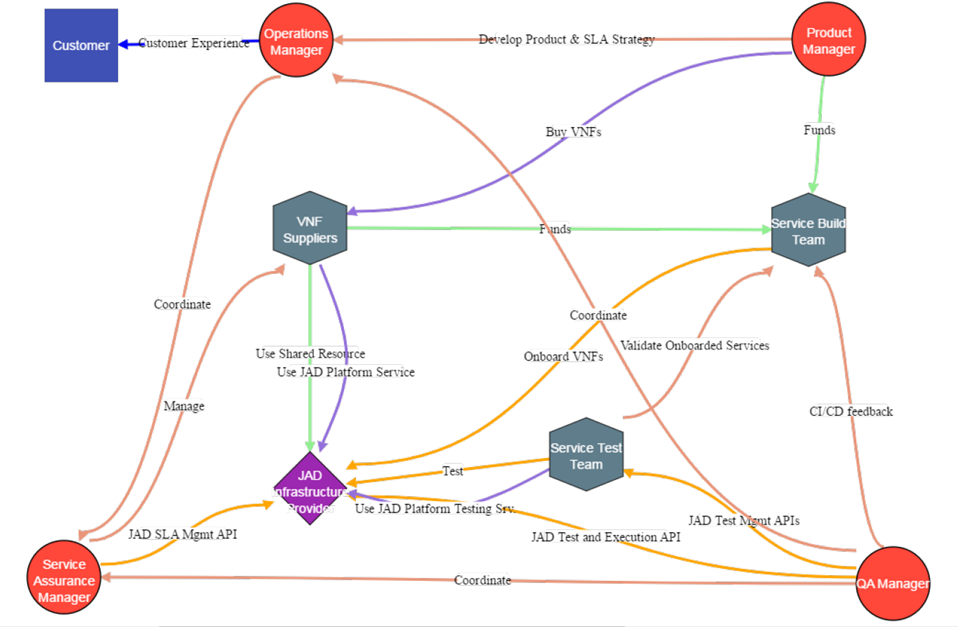 Customer
Customer Experience
Operations
Manager
Develop Product & SLA Strategy
Product
Manager
Buy VNFs
Funds
VNF
Suppliers
Funds
Service Build
Team
Coordinate
Coordinate
Use Shared Resource
Use JAD Platform Service
Onboard VNFs
Validate Onboarded Services
Manage
CI/CD feedback
Service Test
Team
Test
JAD
Infrastructure
Provider
Use JAD Platform Testing Srv.
JAD Test Mgmt APIs
JAD SLA Mgmt API
JAD Test and Execution API
Service
Assurance
Manager
Coordinate
QA Manager